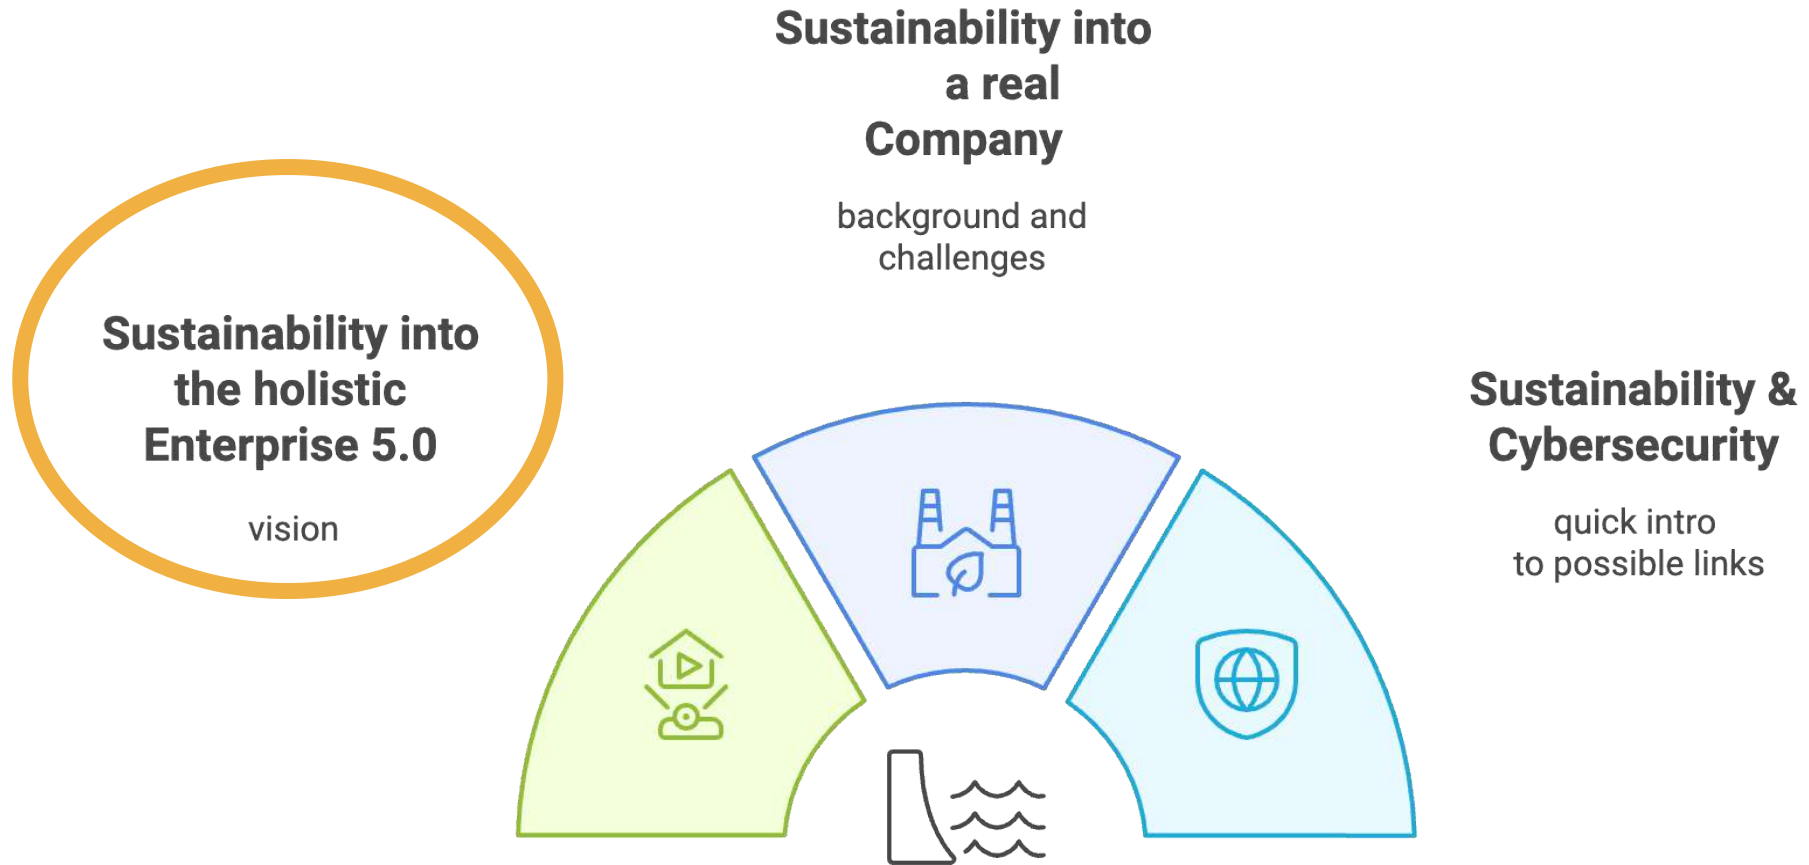 Sustainability into
a real
Company
background and
challenges
Sustainability into
the holistic
Enterprise 5.0
vision
Sustainability &
Cybersecurity
quick intro
to possible links